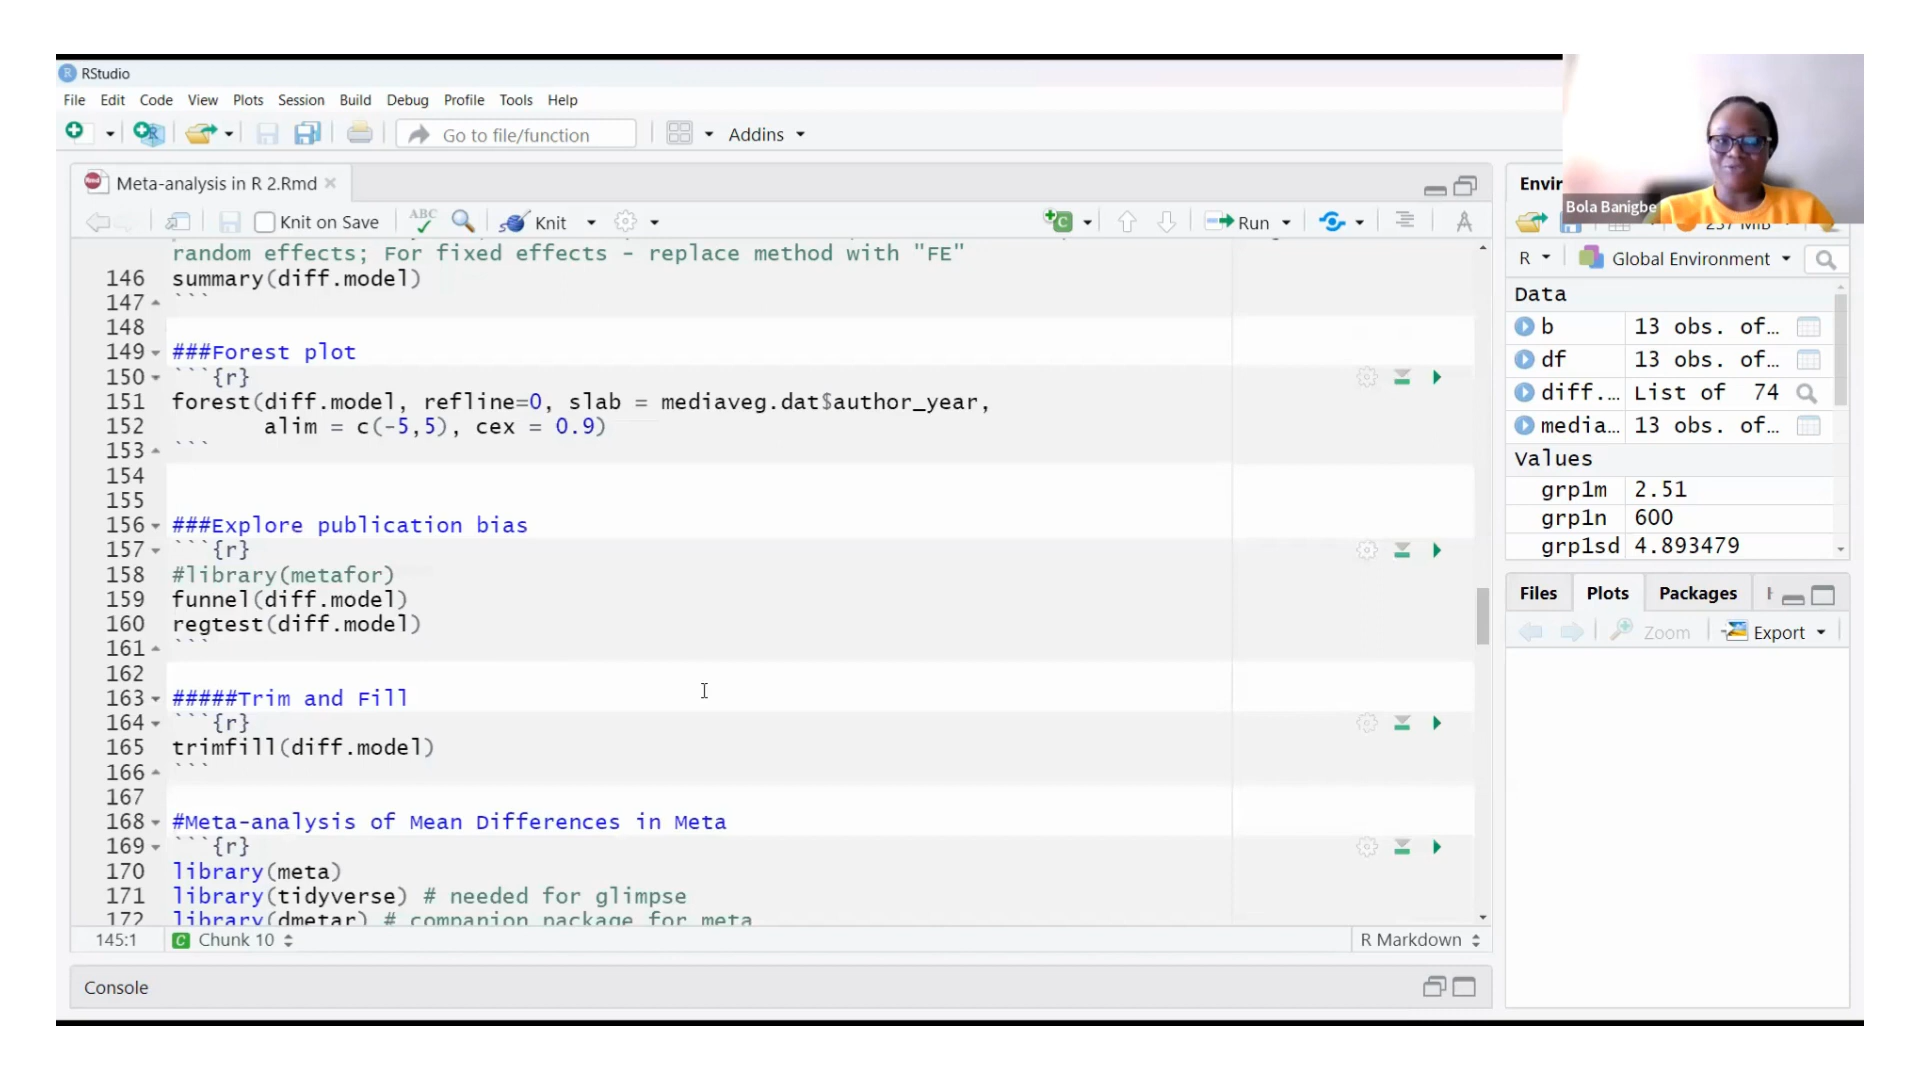 RStudio
File Edit Code View Plots Session Build Debug Profile Tools Help
Go to file/function Addins
Meta-analysis in R 2.Rmd
Knit on Save ABC Knit Run
random effects; For fixed effects - replace method with "FE"
146 summary(diff.model)
147 ```
148
149 ###Forest plot
150 ```{r}
151 forest(diff.model, refline=0, slab = mediaveg.dat$author_year,
152 alim = c(-5,5), cex = 0.9)
153 ```
154
155
156 ###Explore publication bias
157 ```{r}
158 #library(metafor)
159 funnel(diff.model)
160 regtest(diff.model)
161 ```
162
163 #####Trim and Fill
164 ```{r}
165 trimfill(diff.model)
166 ```
167
168 #Meta-analysis of Mean Differences in Meta
169 ```{r}
170 library(meta)
171 library(tidyverse) # needed for glimpse
172 library(dmetar) # companion package for meta
145:1 Chunk 10 R Markdown
Console
Envir
Bola Banigbe
257 MiB
R Global Environment
Data
b 13 obs. of…
df 13 obs. of…
diff.… List of 74
media… 13 obs. of…
Values
grp1m 2.51
grp1n 600
grp1sd 4.893479
Files Plots Packages
Zoom Export